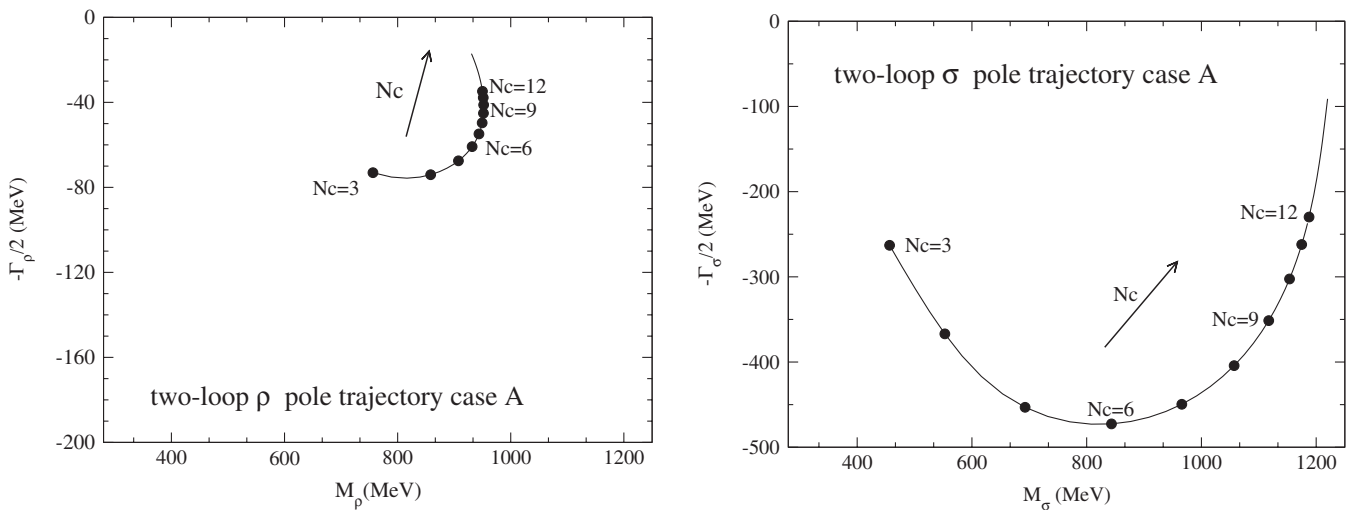 0
-40
-80
-120
-160
-200
-Γρ/2 (MeV)
Nc
Nc=12
Nc=9
Nc=6
Nc=3
two-loop ρ pole trajectory case A
400
600
800
1000
1200
Mρ(MeV)
0
-100
-200
-300
-400
-500
-Γσ/2 (MeV)
two-loop σ pole trajectory case A
Nc=12
Nc=3
Nc
Nc=9
Nc=6
400
600
800
1000
1200
Mσ (MeV)